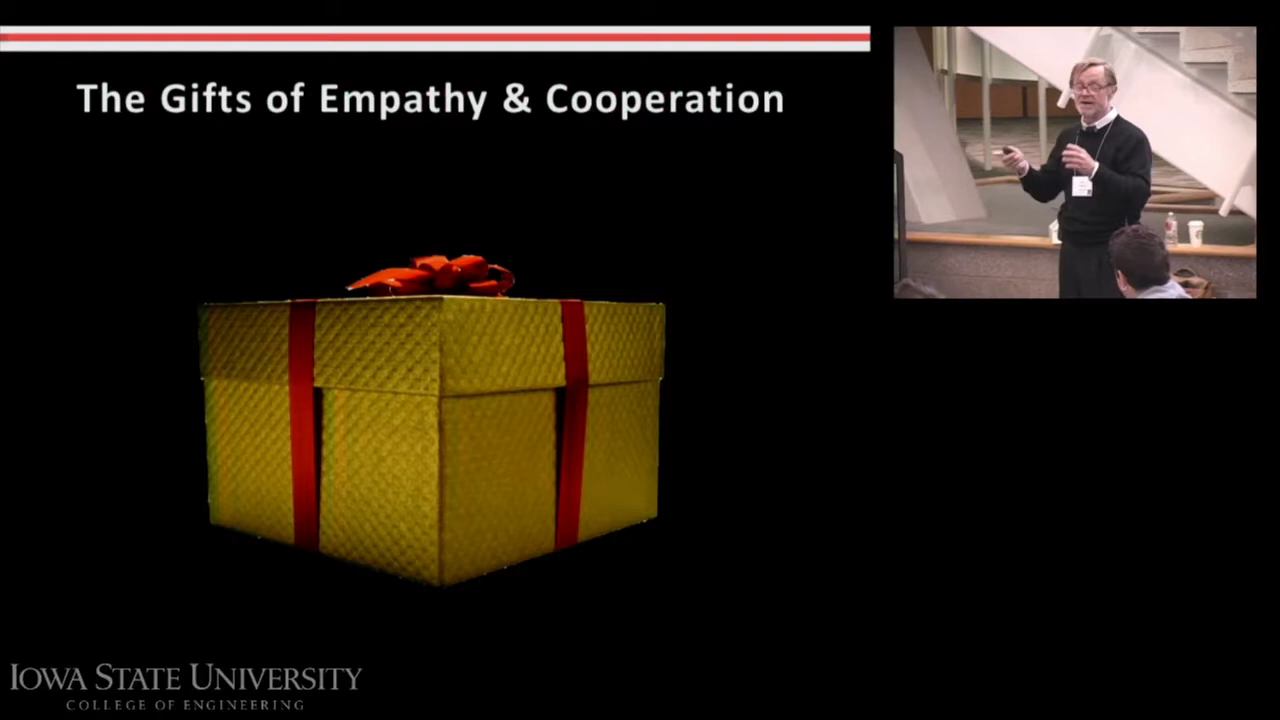 The Gifts of Empathy & Cooperation
IOWA STATE UNIVERSITY
COLLEGE OF ENGINEERING